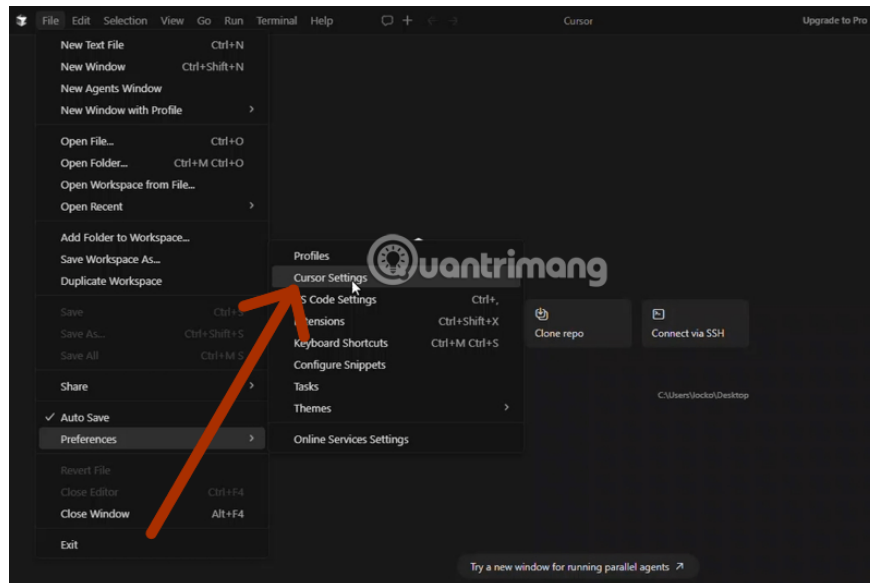 File Edit Selection View Go Run Terminal Help Cursor Upgrade to Pro
New Text File Ctrl+N
New Window Ctrl+Shift+N
New Agents Window
New Window with Profile
Open File... Ctrl+O
Open Folder... Ctrl+M Ctrl+O
Open Workspace from File...
Open Recent
Add Folder to Workspace...
Save Workspace As...
Duplicate Workspace
Save Ctrl+S
Save As... Ctrl+Shift+S
Save All Ctrl+M S
Share
Auto Save
Preferences
Revert File
Close Editor Ctrl+F4
Close Window Alt+F4
Exit
Profiles
Cursor Settings
VS Code Settings Ctrl+,
Extensions Ctrl+Shift+X
Keyboard Shortcuts Ctrl+M Ctrl+S
Configure Snippets
Tasks
Themes
Online Services Settings
Quantrimang
Clone repo
Connect via SSH
C:\Users\locko\Desktop
Try a new window for running parallel agents